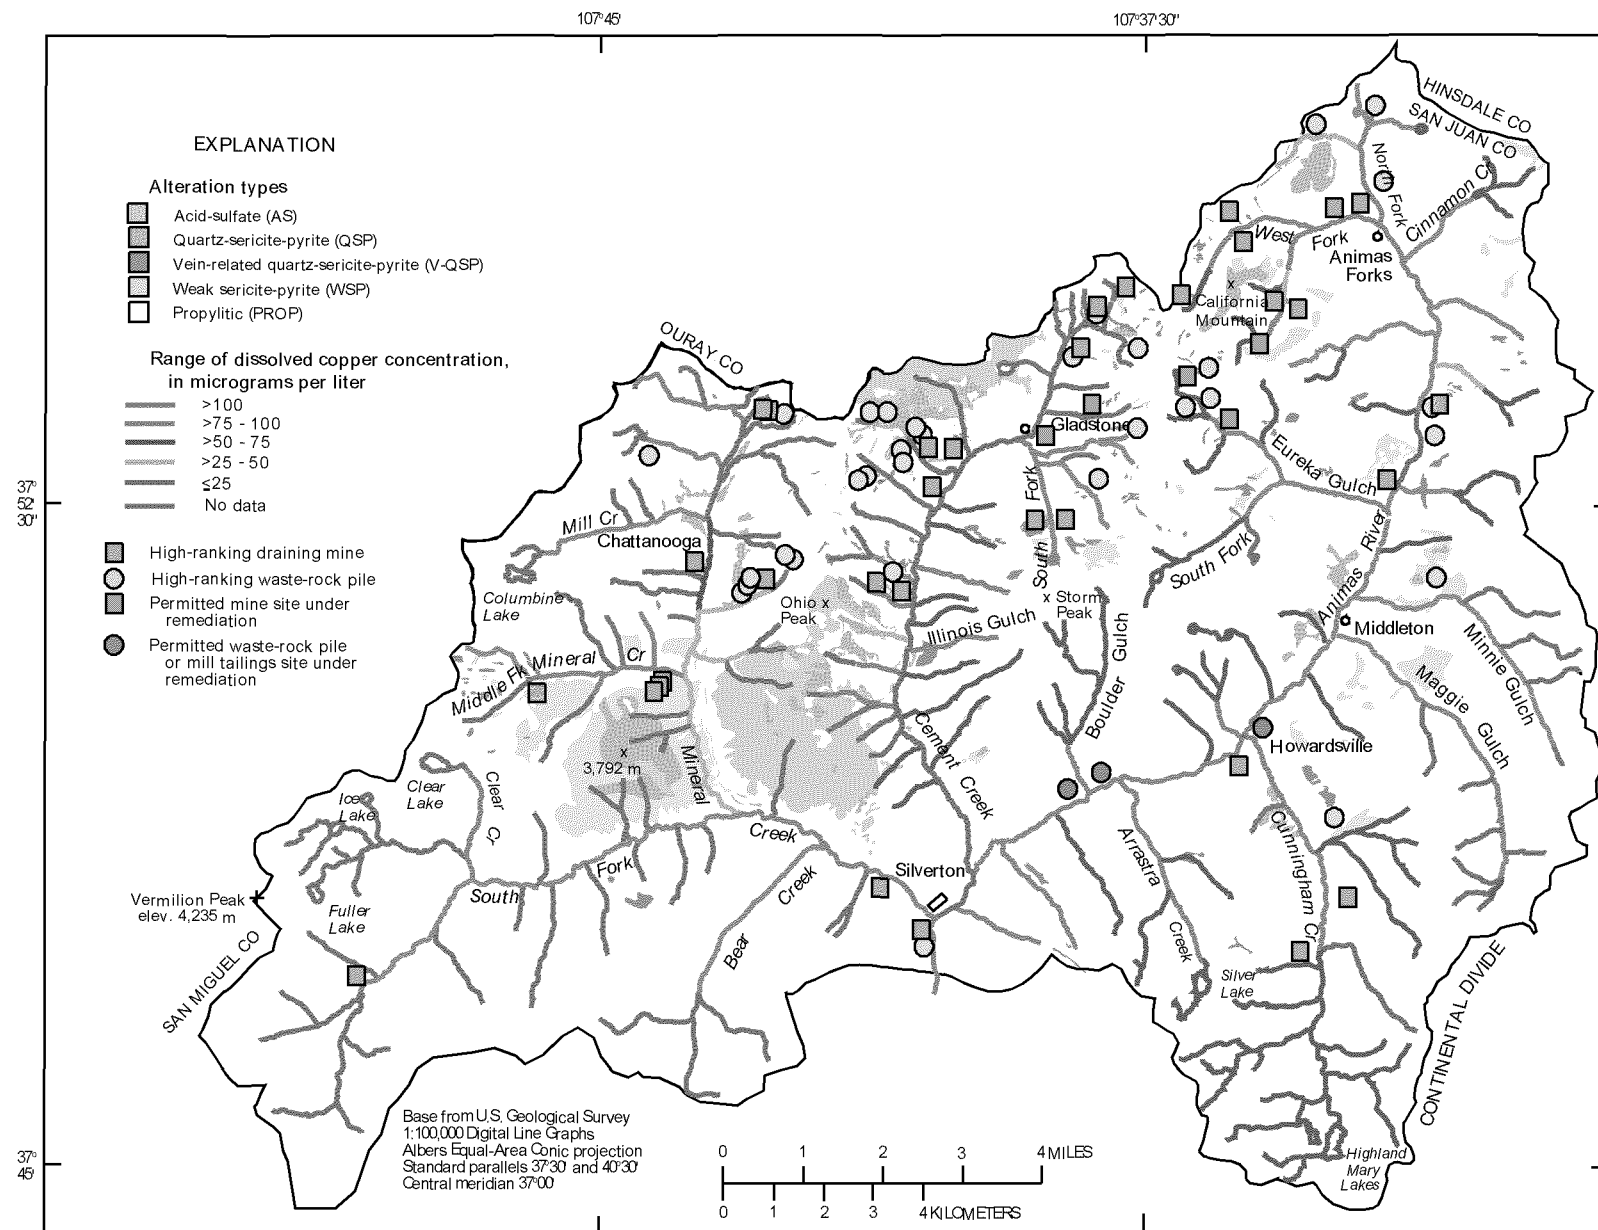 107°45'
107°37'30"
HINSDALE CO
SAN JUAN CO
EXPLANATION
Alteration types
Acid-sulfate (AS)
Quartz-sericite-pyrite (QSP)
Vein-related quartz-sericite-pyrite (V-QSP)
Weak sericite-pyrite (WSP)
Propylitic (PROP)
Range of dissolved copper concentration,
in micrograms per liter
>100
>75 - 100
>50 - 75
>25 - 50
≤25
No data
High-ranking draining mine
High-ranking waste-rock pile
Permitted mine site under
remediation
Permitted waste-rock pile
or mill tailings site under
remediation
North
Fork
Cinnamon Cr
West Fork
Animas
Forks
x
California
Mountain
OURAY CO
Gladstone
Eureka Gulch
37°
52'
30"
Mill Cr
Chattanooga
South Fork
South Fork
Animas River
Columbine
Lake
Ohio x
Peak
x Storm
Peak
Illinois Gulch
Boulder Gulch
Middleton
Minnie Gulch
Maggie
Gulch
Middle Fk Mineral Cr
x
3,792 m
Mineral
Creek
Cement Creek
Howardsville
Clear
Lake
Clear Cr
Ice
Lake
South Fork
Silverton
Arrastra
Creek
Cunningham Cr
Vermilion Peak
elev. 4,235 m
Fuller
Lake
Bear Creek
Silver
Lake
SAN MIGUEL CO
CONTINENTAL DIVIDE
Base from U.S. Geological Survey
1:100,000 Digital Line Graphs
Albers Equal-Area Conic projection
Standard parallels 37°30' and 40°30'
Central meridian 37°00'
0 1 2 3 4 MILES
0 1 2 3 4 KILOMETERS
Highland
Mary
Lakes
37°
45'